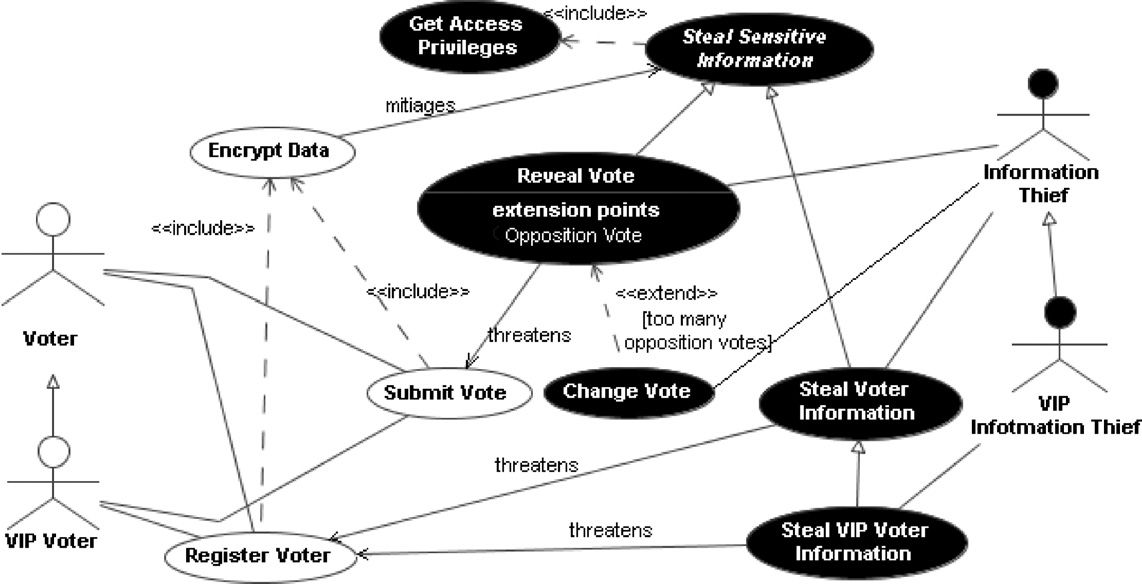 Get Access
Privileges
<<include>>
Steal Sensitive
Information
mitiages
Encrypt Data
Reveal Vote
extension points
Opposition Vote
Information
Thief
<<include>>
<<include>>
<<extend>>
[too many
opposition votes]
Voter
threatens
Submit Vote
Change Vote
Steal Voter
Information
VIP
Infotmation Thief
threatens
VIP Voter
threatens
Register Voter
Steal VIP Voter
Information